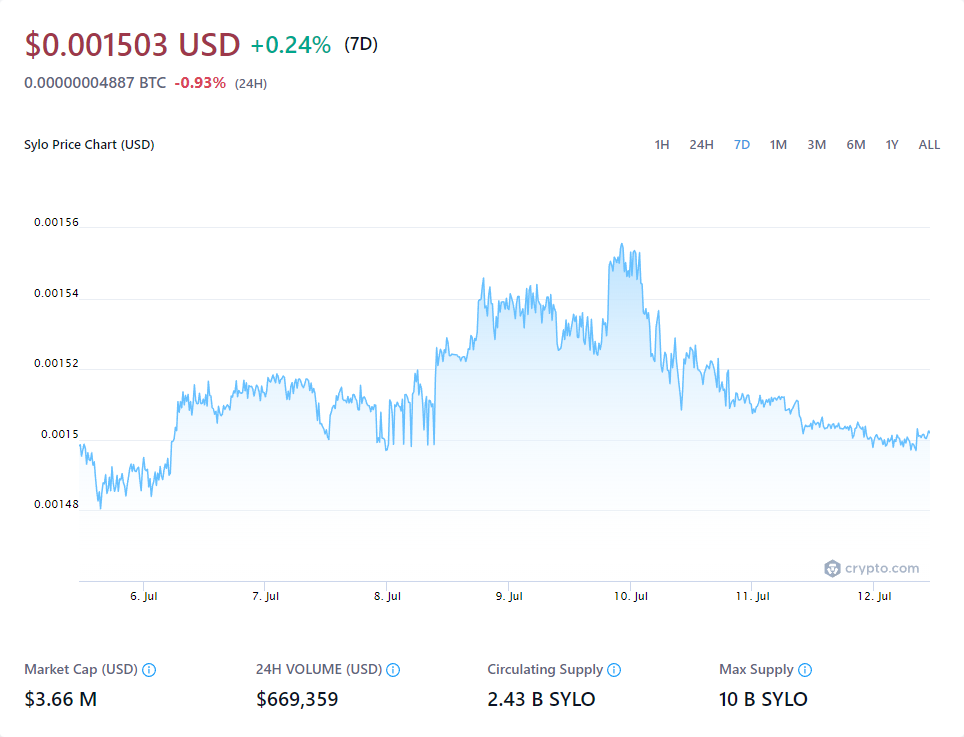 $0.001503 USD +0.24% (7D)
0.00000004887 BTC -0.93% (24H)
Sylo Price Chart (USD) 1H 24H 7D 1M 3M 6M 1Y ALL
0.00156
0.00154
0.00152
0.0015
0.00148
crypto.com
6. Jul 7. Jul 8. Jul 9. Jul 10. Jul 11. Jul 12. Jul
Market Cap (USD) 24H VOLUME (USD) Circulating Supply Max Supply
$3.66 M $669,359 2.43 B SYLO 10 B SYLO